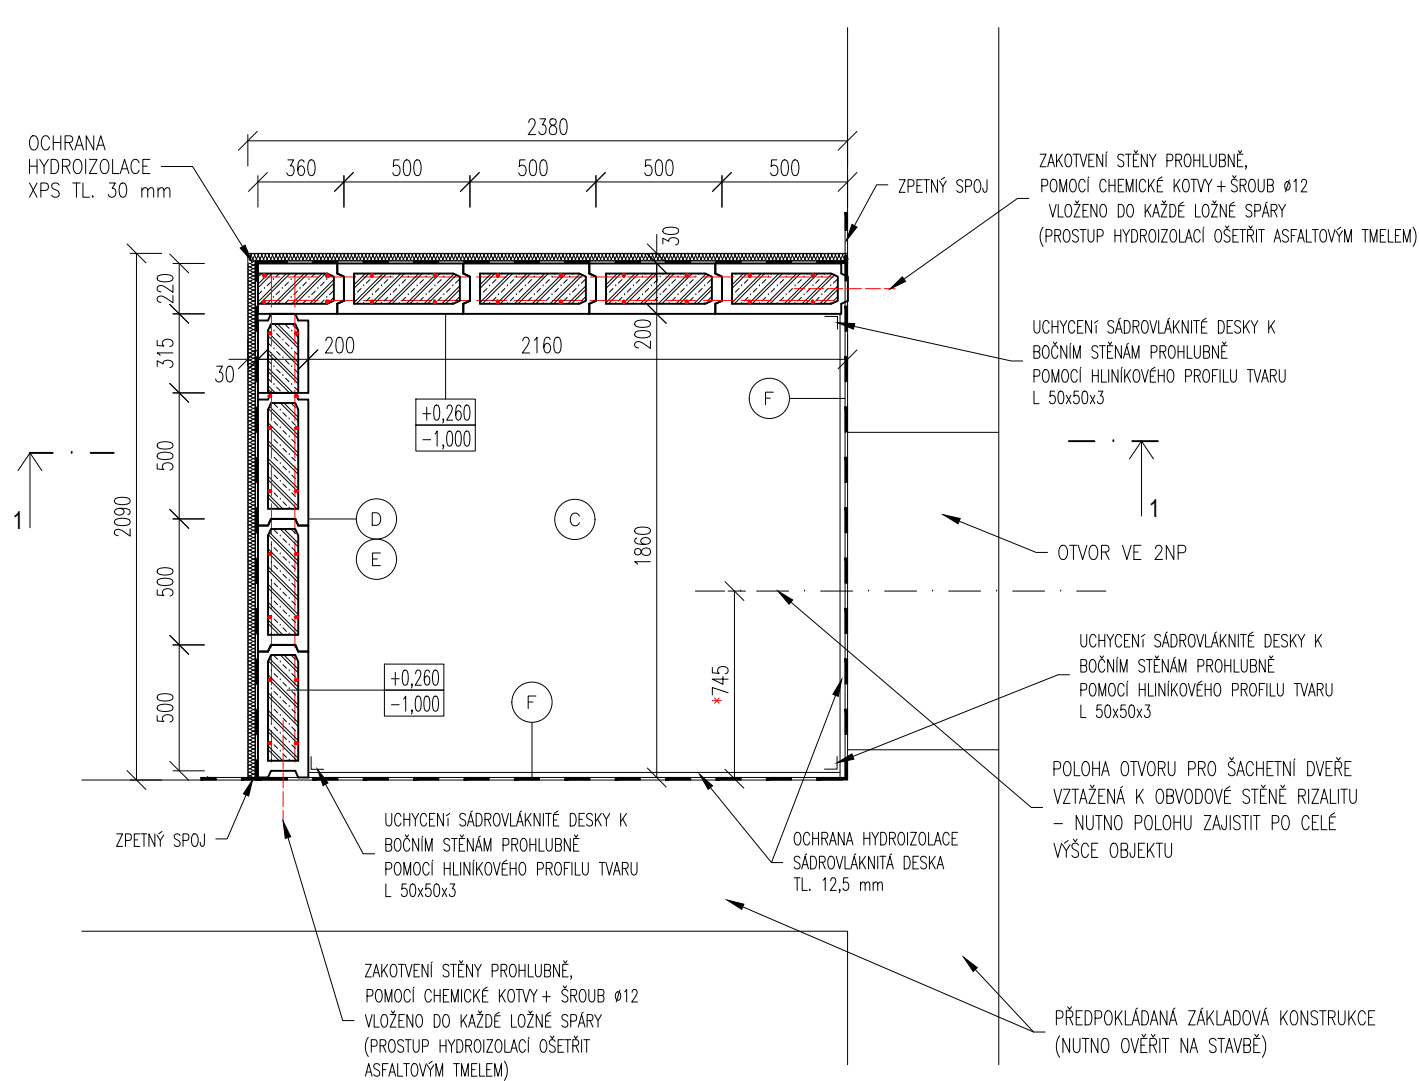 2380
360
500
500
500
500
OCHRANA
HYDROIZOLACE
XPS TL. 30 mm
ZPETNÝ SPOJ
ZAKOTVENÍ STĚNY PROHLUBNĚ,
POMOCÍ CHEMICKÉ KOTVY + ŠROUB ø12
VLOŽENO DO KAŽDÉ LOŽNÉ SPÁRY
(PROSTUP HYDROIZOLACÍ OŠETŘIT ASFALTOVÝM TMELEM)
30
220
315
200
2160
200
30
UCHYCENí SÁDROVLÁKNITÉ DESKY K
BOČNÍM STĚNÁM PROHLUBNĚ
POMOCÍ HLINÍKOVÉHO PROFILU TVARU
L 50x50x3
F
+0,260
-1,000
500
2090
1
1
D
E
C
1860
OTVOR VE 2NP
500
500
*745
+0,260
-1,000
F
UCHYCENí SÁDROVLÁKNITÉ DESKY K
BOČNÍM STĚNÁM PROHLUBNĚ
POMOCÍ HLINÍKOVÉHO PROFILU TVARU
L 50x50x3
POLOHA OTVORU PRO ŠACHETNÍ DVEŘE
VZTAŽENÁ K OBVODOVÉ STĚNĚ RIZALITU
- NUTNO POLOHU ZAJISTIT PO CELÉ
VÝŠCE OBJEKTU
ZPETNÝ SPOJ
UCHYCENÍ SÁDROVLÁKNITÉ DESKY K
BOČNÍM STĚNÁM PROHLUBNĚ
POMOCÍ HLINÍKOVÉHO PROFILU TVARU
L 50x50x3
OCHRANA HYDROIZOLACE
SÁDROVLÁKNITÁ DESKA
TL. 12,5 mm
ZAKOTVENÍ STĚNY PROHLUBNĚ,
POMOCÍ CHEMICKÉ KOTVY + ŠROUB ø12
VLOŽENO DO KAŽDÉ LOŽNÉ SPÁRY
(PROSTUP HYDROIZOLACÍ OŠETŘIT
ASFALTOVÝM TMELEM)
PŘEDPOKLÁDANÁ ZÁKLADOVÁ KONSTRUKCE
(NUTNO OVĚŘIT NA STAVBĚ)